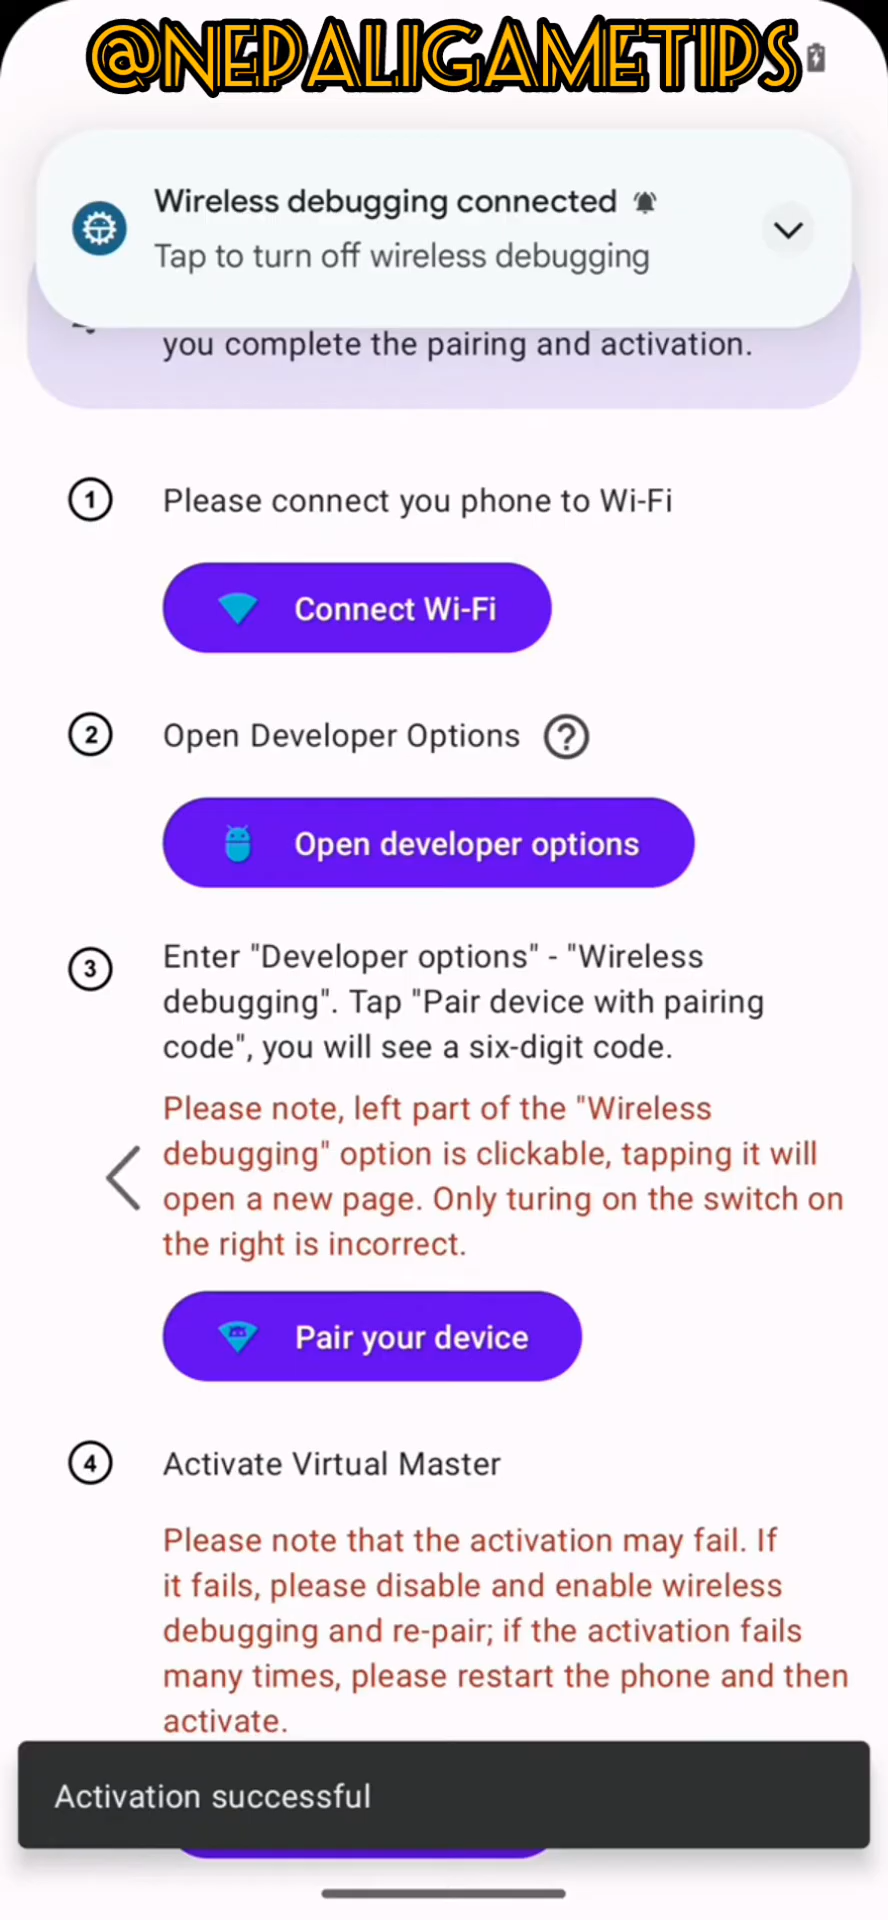 @NEPALIGAMETIPS
Wireless debugging connected
Tap to turn off wireless debugging
you complete the pairing and activation.
1 Please connect you phone to Wi-Fi
Connect Wi-Fi
2 Open Developer Options ?
Open developer options
3 Enter "Developer options" - "Wireless
debugging". Tap "Pair device with pairing
code", you will see a six-digit code.
Please note, left part of the "Wireless
debugging" option is clickable, tapping it will
open a new page. Only turing on the switch on
the right is incorrect.
Pair your device
4 Activate Virtual Master
Please note that the activation may fail. If
it fails, please disable and enable wireless
debugging and re-pair; if the activation fails
many times, please restart the phone and then
activate.
Activation successful